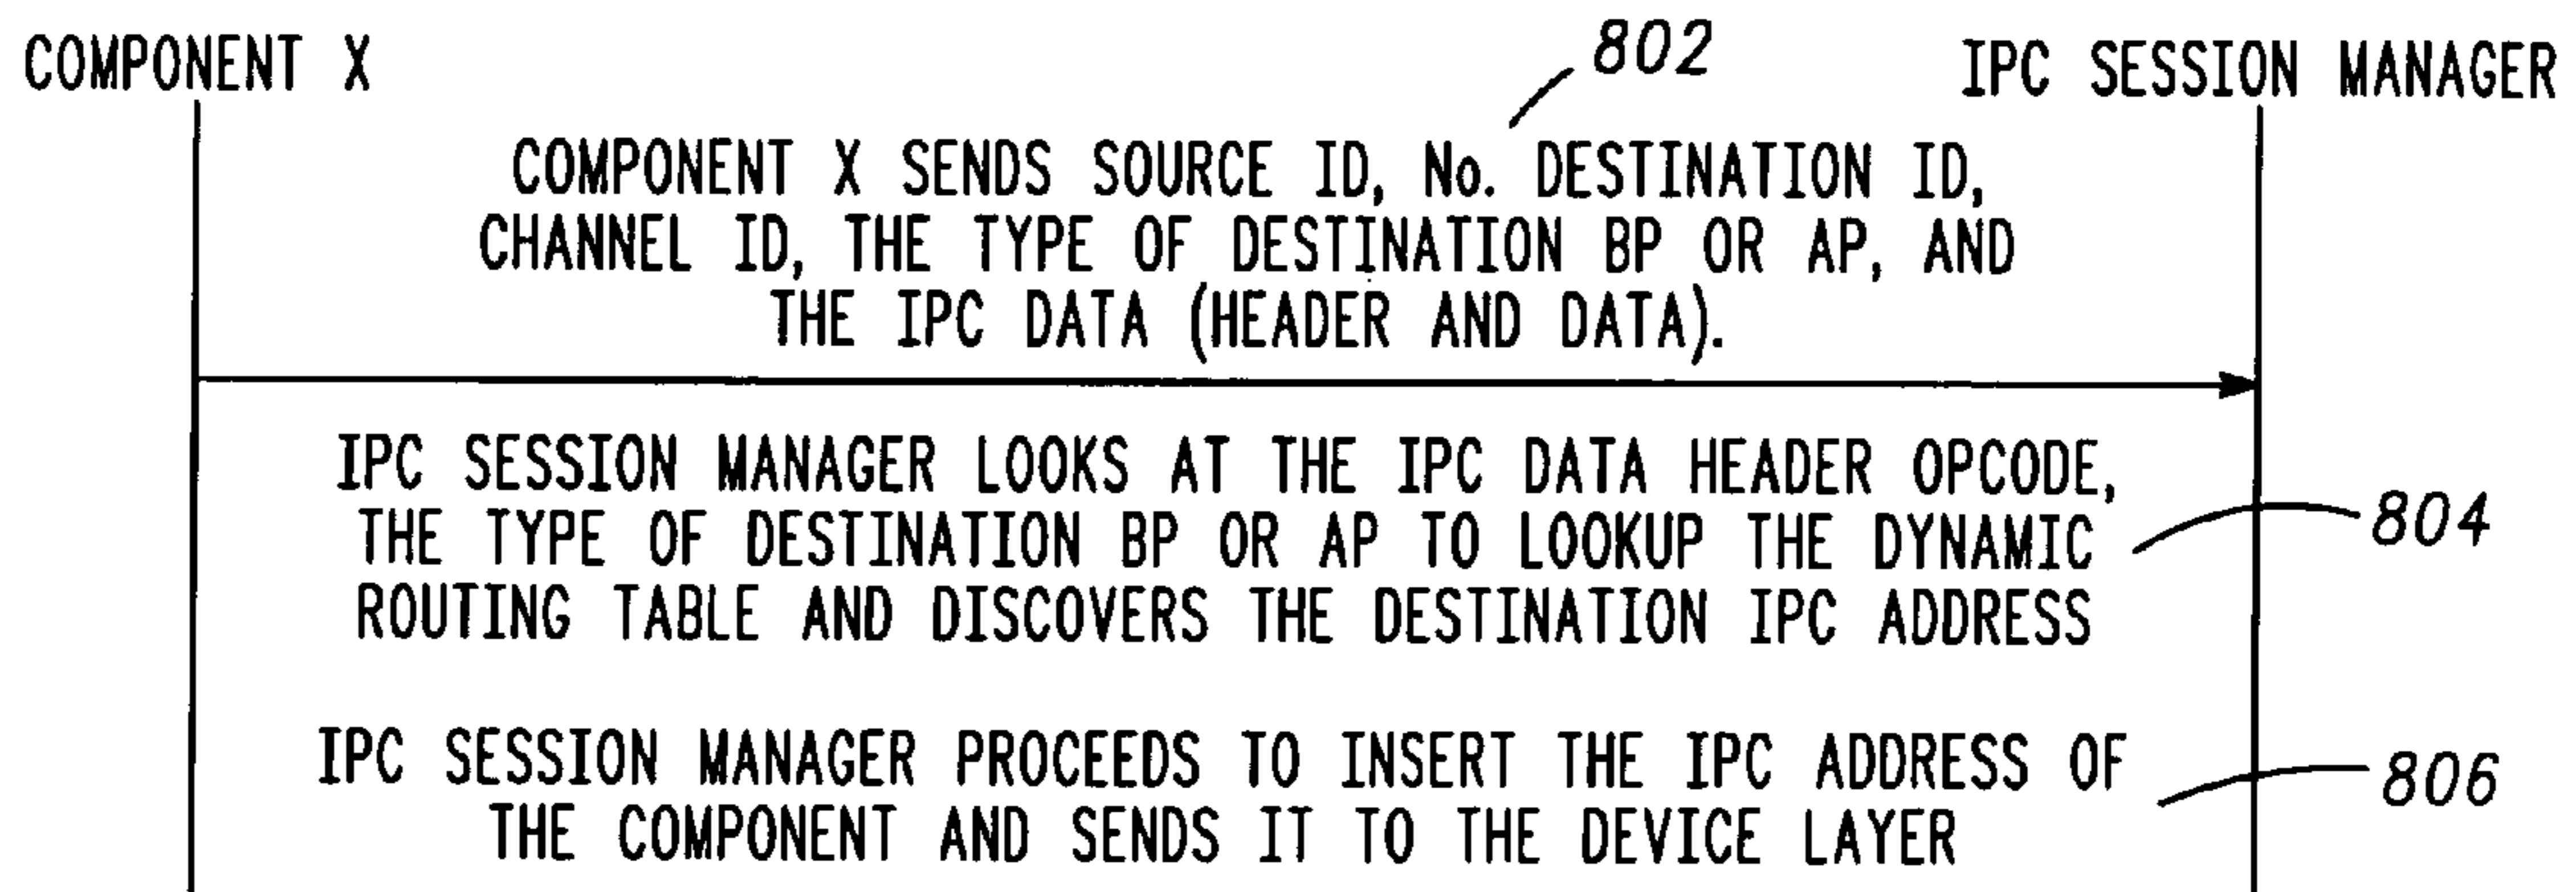 COMPONENT X
802
IPC SESSION MANAGER
COMPONENT X SENDS SOURCE ID, No. DESTINATION ID,
CHANNEL ID, THE TYPE OF DESTINATION BP OR AP, AND
THE IPC DATA (HEADER AND DATA).
IPC SESSION MANAGER LOOKS AT THE IPC DATA HEADER OPCODE,
THE TYPE OF DESTINATION BP OR AP TO LOOKUP THE DYNAMIC
ROUTING TABLE AND DISCOVERS THE DESTINATION IPC ADDRESS
804
IPC SESSION MANAGER PROCEEDS TO INSERT THE IPC ADDRESS OF
THE COMPONENT AND SENDS IT TO THE DEVICE LAYER
806